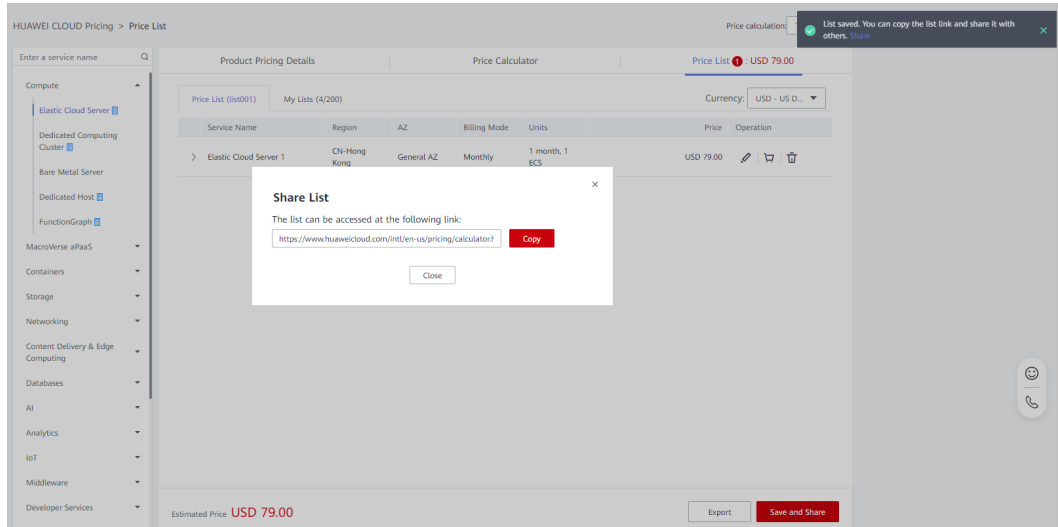 HUAWEI CLOUD Pricing > Price List
Price calculation:
List saved. You can copy the list link and share it with
others. Share
Enter a service name
Product Pricing Details
Price Calculator
Price List 1 : USD 79.00
Compute
Elastic Cloud Server
Dedicated Computing
Cluster
Bare Metal Server
Dedicated Host
FunctionGraph
MacroVerse aPaaS
Containers
Storage
Networking
Content Delivery & Edge
Computing
Databases
AI
Analytics
IoT
Middleware
Developer Services
Price List (list001)
My Lists (4/200)
Currency: USD - US D...
Service Name Region AZ Billing Mode Units Price Operation
Elastic Cloud Server 1 CN-Hong Kong General AZ Monthly 1 month, 1 ECS USD 79.00
Share List
The list can be accessed at the following link:
https://www.huaweicloud.com/intl/en-us/pricing/calculator.h
Copy
Close
Estimated Price USD 79.00
Export
Save and Share